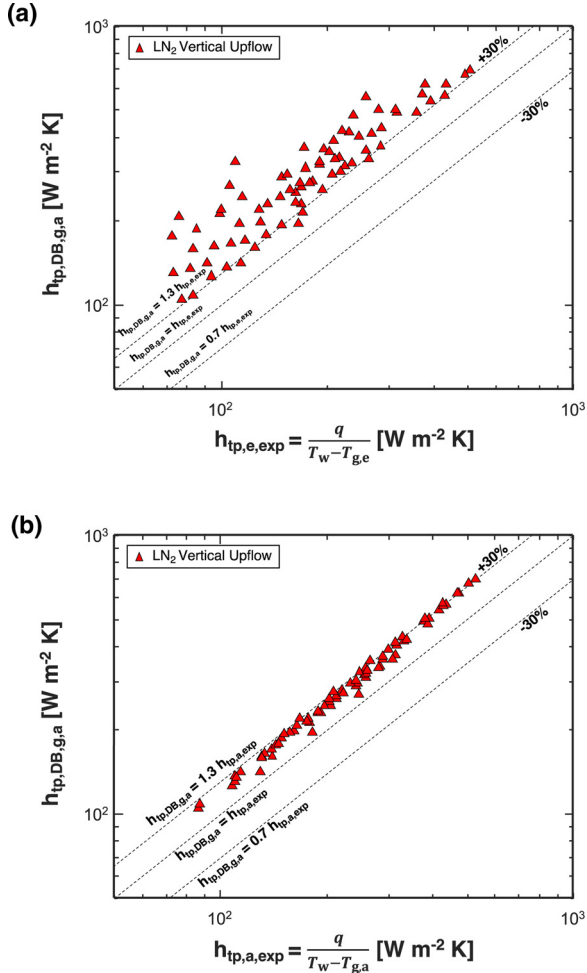 (a)
10³
LN₂ Vertical Upflow
+30%
-30%
h_tp,DB,g,a [W m⁻² K]
10²
h_tp,DB,g,a = 1.3 h_tp,e,exp
h_tp,DB,g,a = h_tp,e,exp
h_tp,DB,g,a = 0.7 h_tp,e,exp
10² 10³
h_tp,e,exp = q / (T_w − T_g,e) [W m⁻² K]
(b)
10³
LN₂ Vertical Upflow
+30%
-30%
h_tp,DB,g,a [W m⁻² K]
10²
h_tp,DB,g,a = 1.3 h_tp,a,exp
h_tp,DB,g,a = h_tp,a,exp
h_tp,DB,g,a = 0.7 h_tp,a,exp
10² 10³
h_tp,a,exp = q / (T_w − T_g,a) [W m⁻² K]